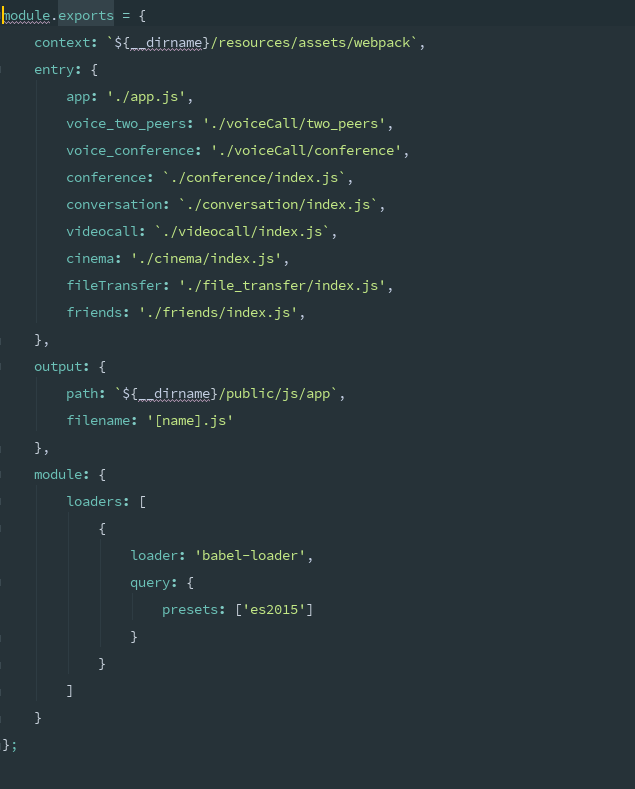 module.exports = {
    context: `${__dirname}/resources/assets/webpack`,
    entry: {
        app: './app.js',
        voice_two_peers: './voiceCall/two_peers',
        voice_conference: './voiceCall/conference',
        conference: `./conference/index.js`,
        conversation: `./conversation/index.js`,
        videocall: `./videocall/index.js`,
        cinema: './cinema/index.js',
        fileTransfer: './file_transfer/index.js',
        friends: './friends/index.js',
    },
    output: {
        path: `${__dirname}/public/js/app`,
        filename: '[name].js'
    },
    module: {
        loaders: [
            {
                loader: 'babel-loader',
                query: {
                    presets: ['es2015']
                }
            }
        ]
    }
};